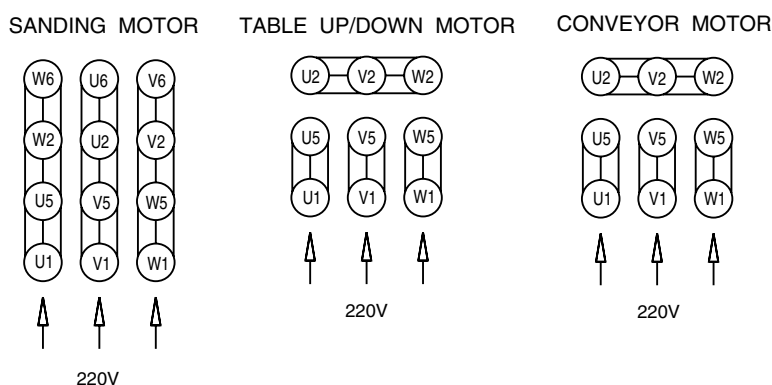 SANDING MOTOR
W6 U6 V6
W2 U2 V2
U5 V5 W5
U1 V1 W1
220V
TABLE UP/DOWN MOTOR
U2 V2 W2
U5 V5 W5
U1 V1 W1
220V
CONVEYOR MOTOR
U2 V2 W2
U5 V5 W5
U1 V1 W1
220V